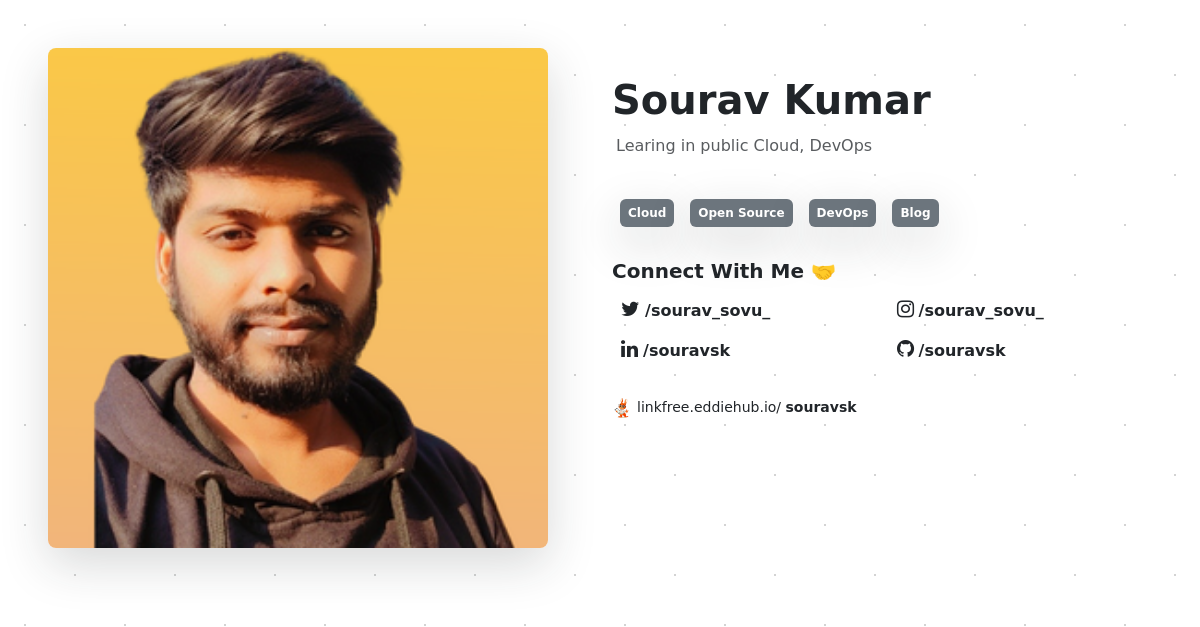 Sourav Kumar
Learing in public Cloud, DevOps
Cloud Open Source DevOps Blog
Connect With Me 🤝
/sourav_sovu_ /sourav_sovu_
/souravsk /souravsk
linkfree.eddiehub.io/ souravsk